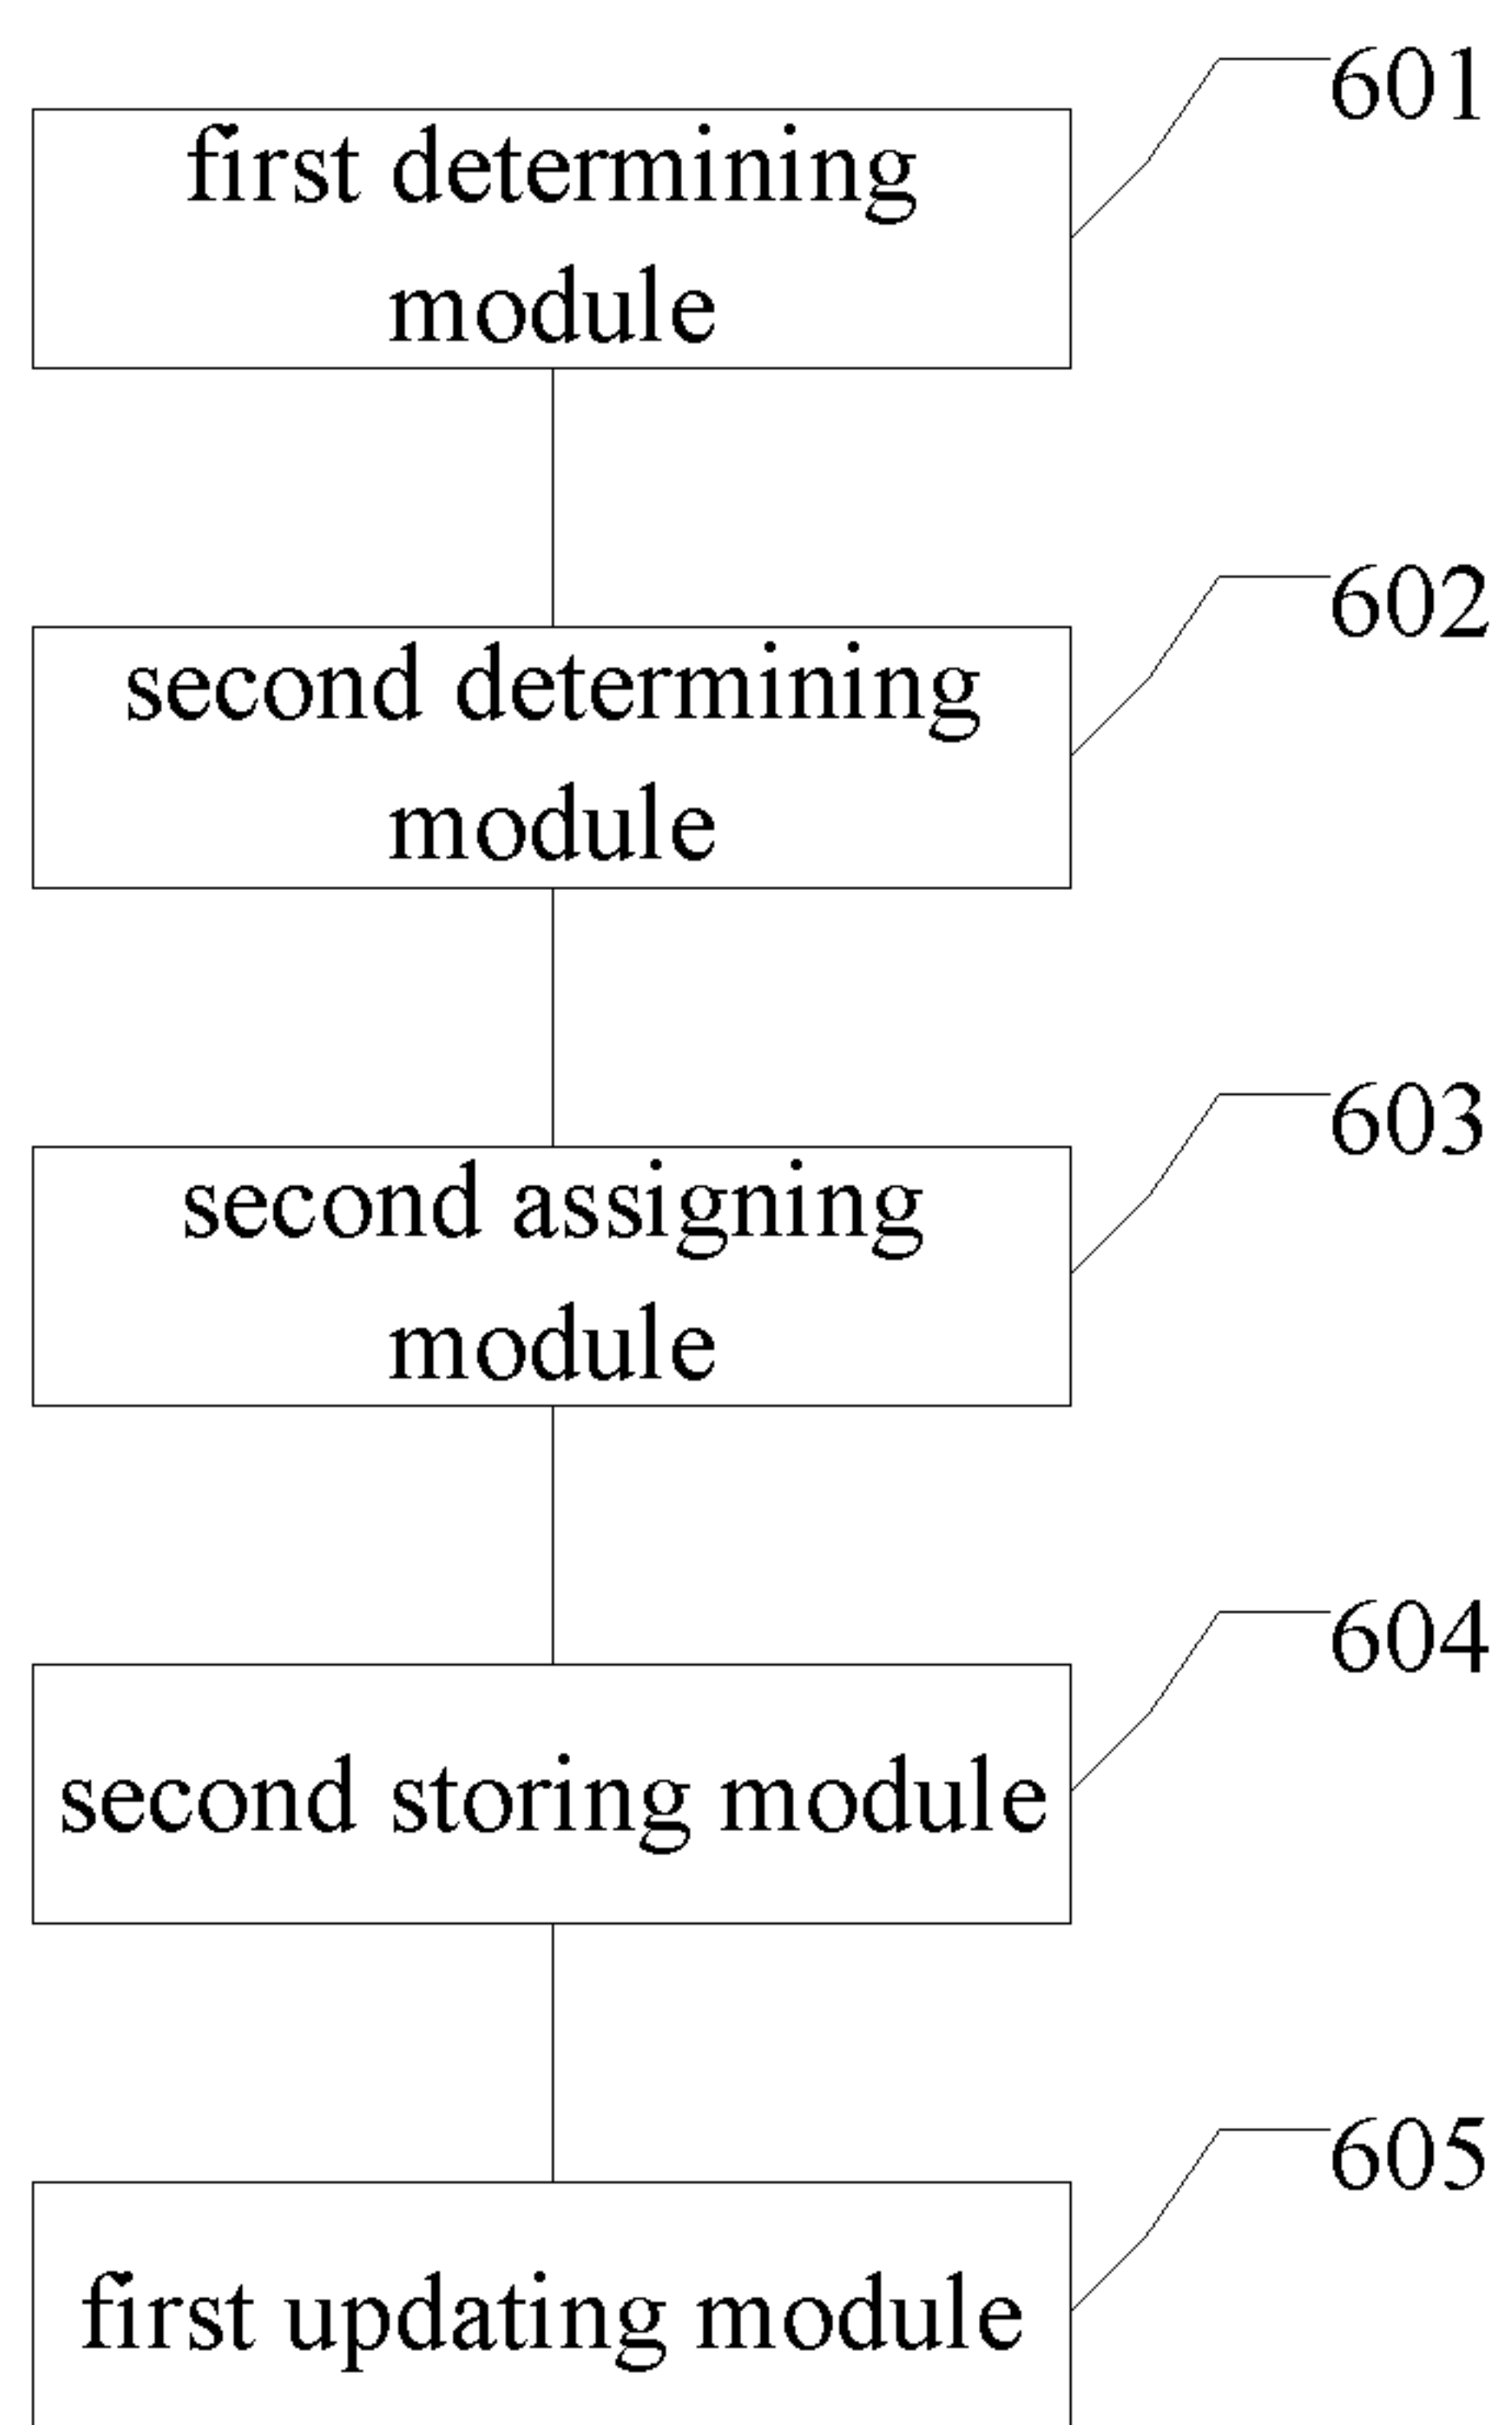 601
first determining
module
602
second determining
module
603
second assigning
module
604
second storing module
605
first updating module